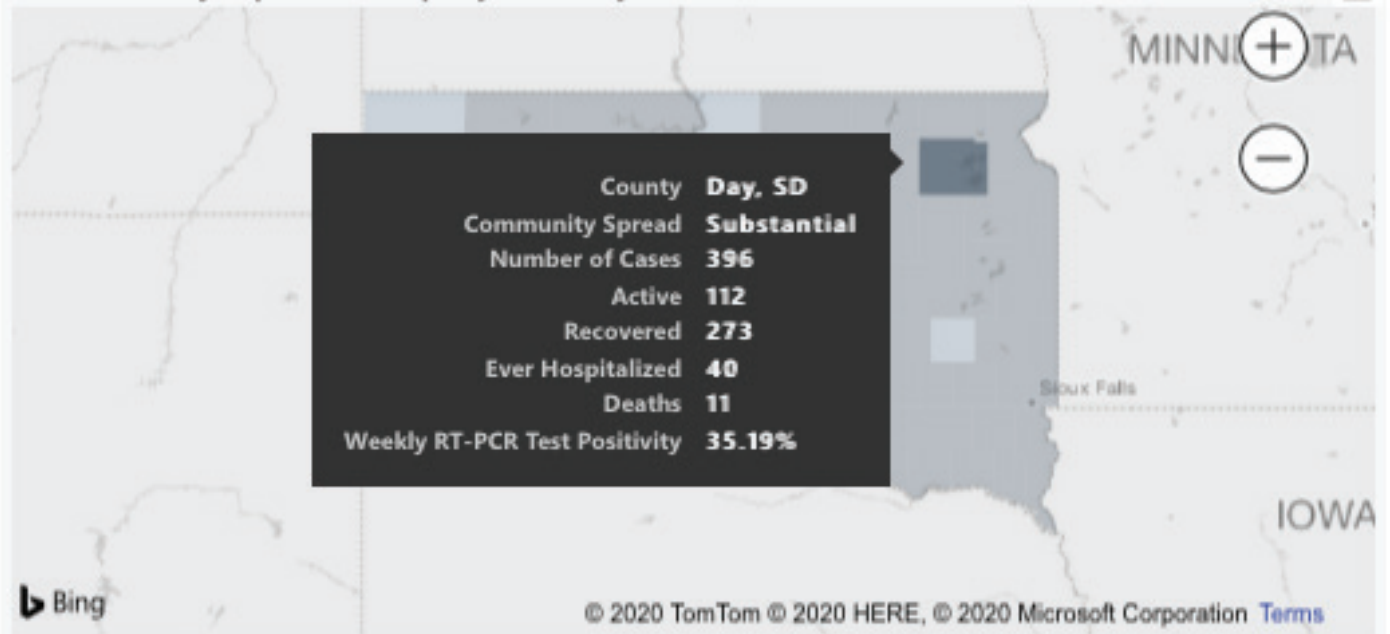 MINN TA
County Day, SD
Community Spread Substantial
Number of Cases 396
Active 112
Recovered 273
Ever Hospitalized 40
Deaths 11
Weekly RT-PCR Test Positivity 35.19%
Sioux Falls
IOWA
Bing
© 2020 TomTom © 2020 HERE, © 2020 Microsoft Corporation Terms